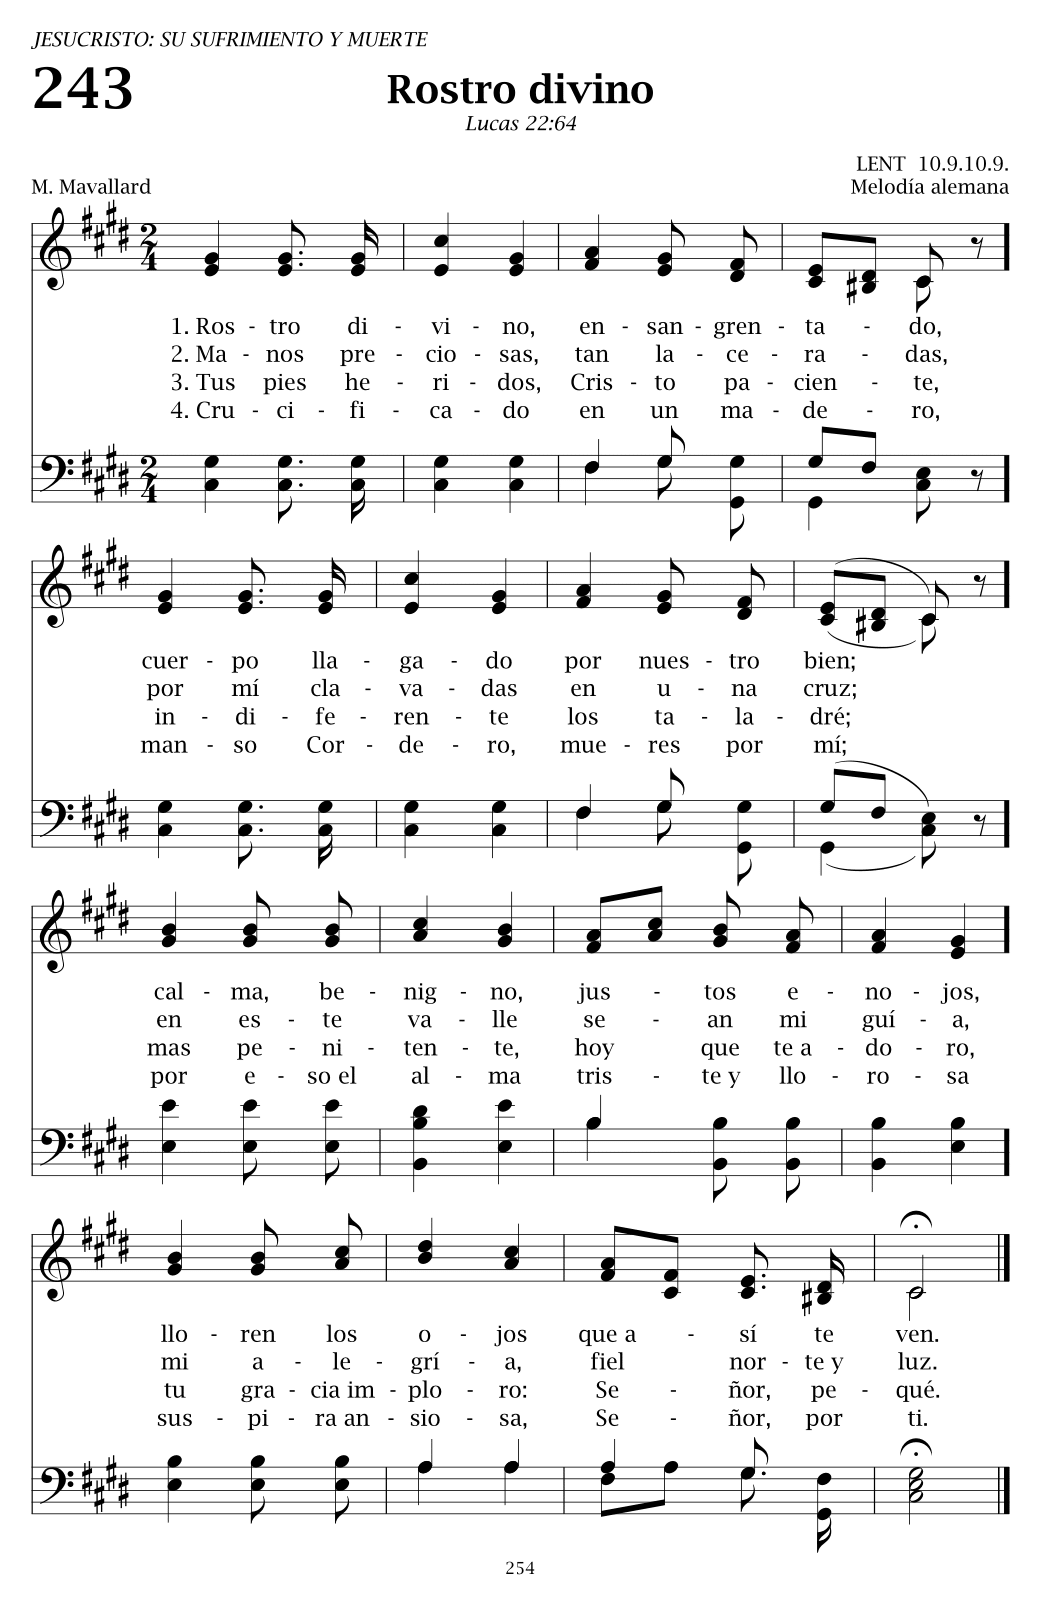 JESUCRISTO: SU SUFRIMIENTO Y MUERTE
243
Rostro divino
Lucas 22:64
LENT 10.9.10.9.
M. Mavallard
Melodía alemana
1. Ros - tro di - vi - no, en - san - gren - ta - do,
2. Ma - nos pre - cio - sas, tan la - ce - ra - das,
3. Tus pies he - ri - dos, Cris - to pa - cien - te,
4. Cru - ci - fi - ca - do en un ma - de - ro,
cuer - po lla - ga - do por nues - tro bien;
por mí cla - va - das en u - na cruz;
in - di - fe - ren - te los ta - la - dré;
man - so Cor - de - ro, mue - res por mí;
cal - ma, be - nig - no, jus - tos e - no - jos,
en es - te va - lle se - an mi guí - a,
mas pe - ni - ten - te, hoy que te a - do - ro,
por e - so el al - ma tris - te y llo - ro - sa
llo - ren los o - jos que a - sí te ven.
mi a - le - grí - a, fiel nor - te y luz.
tu gra - cia im - plo - ro: Se - ñor, pe - qué.
sus - pi - ra an - sio - sa, Se - ñor, por ti.
254